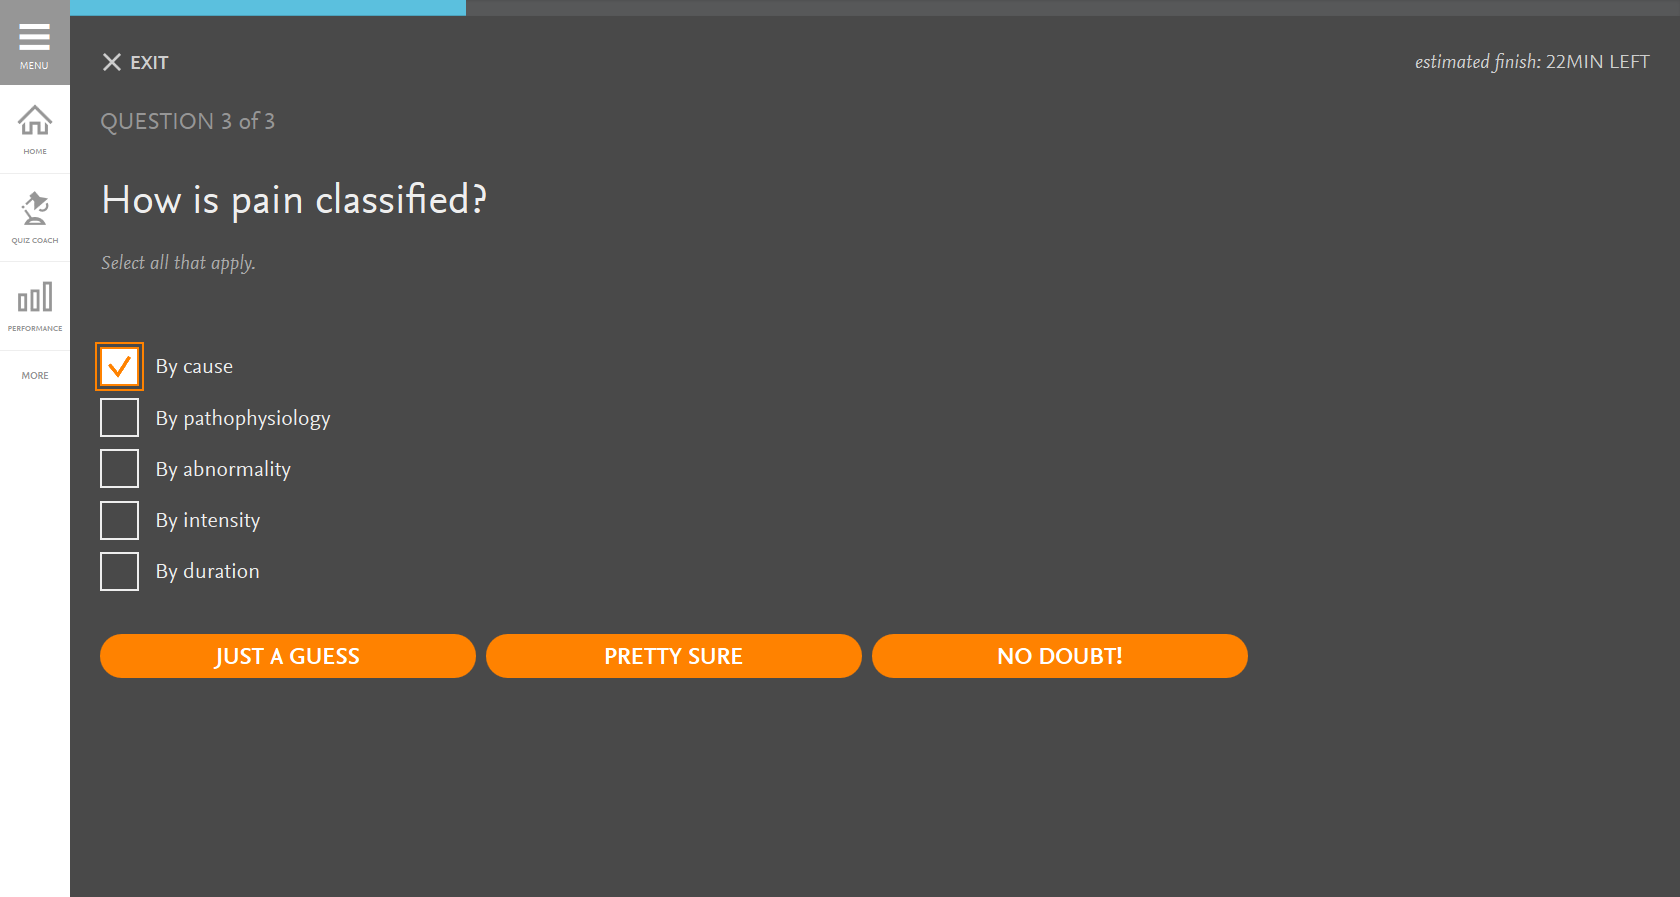 MENU
HOME
QUIZ COACH
PERFORMANCE
MORE
EXIT
estimated finish: 22MIN LEFT
QUESTION 3 of 3
How is pain classified?
Select all that apply.
By cause
By pathophysiology
By abnormality
By intensity
By duration
JUST A GUESS
PRETTY SURE
NO DOUBT!